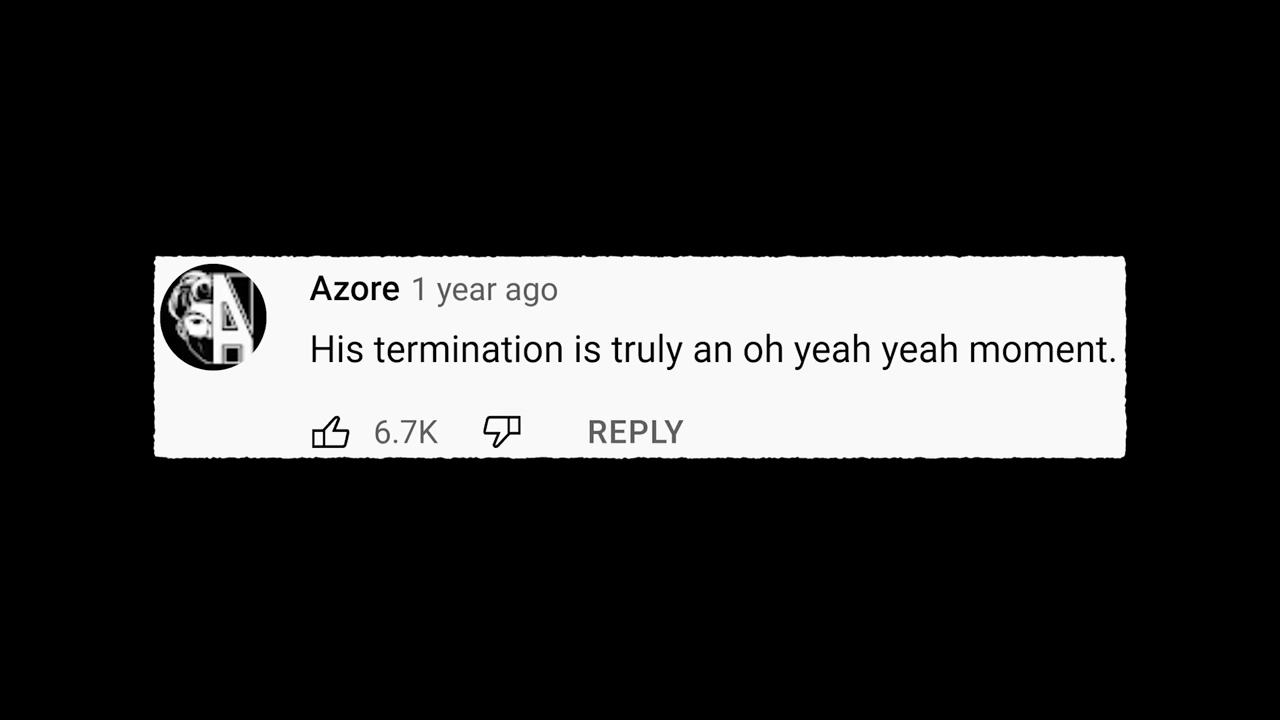 Azore 1 year ago
His termination is truly an oh yeah yeah moment.
6.7K REPLY